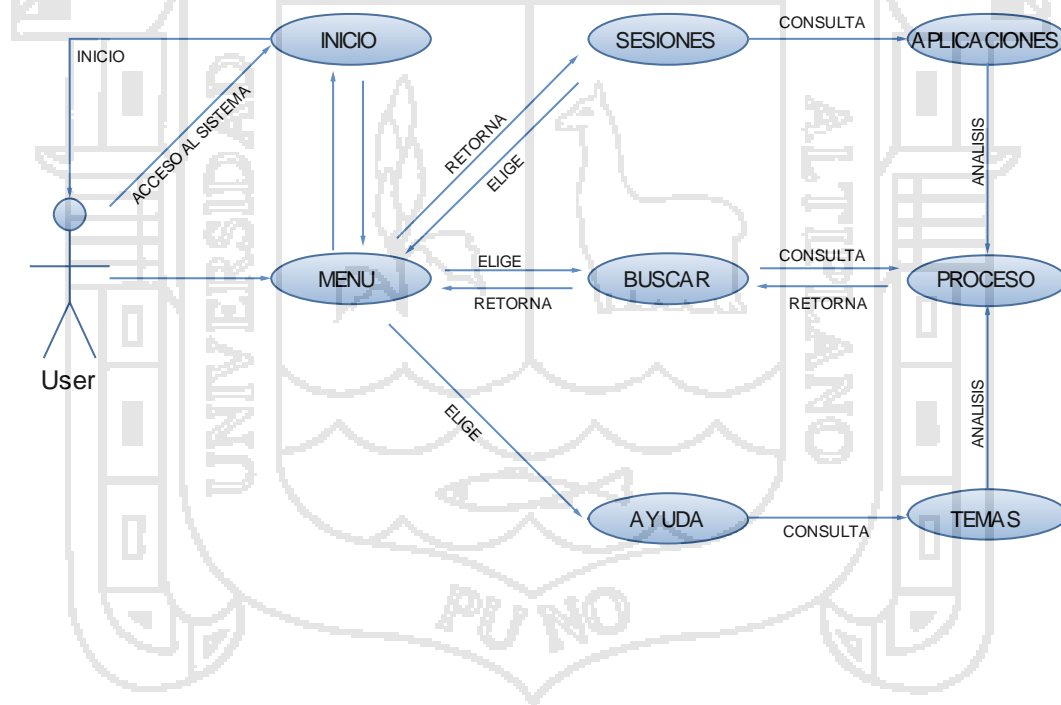 INICIO
SESIONES
CONSULTA
APLICACIONES
INICIO
ACCESO AL SISTEMA
RETORNA
ELIGE
ANALISIS
UNIVERSIDAD
ALTIPLANO
MENU
ELIGE
RETORNA
BUSCAR
CONSULTA
RETORNA
PROCESO
User
ELIGE
ANALISIS
AYUDA
CONSULTA
TEMAS
PUNO